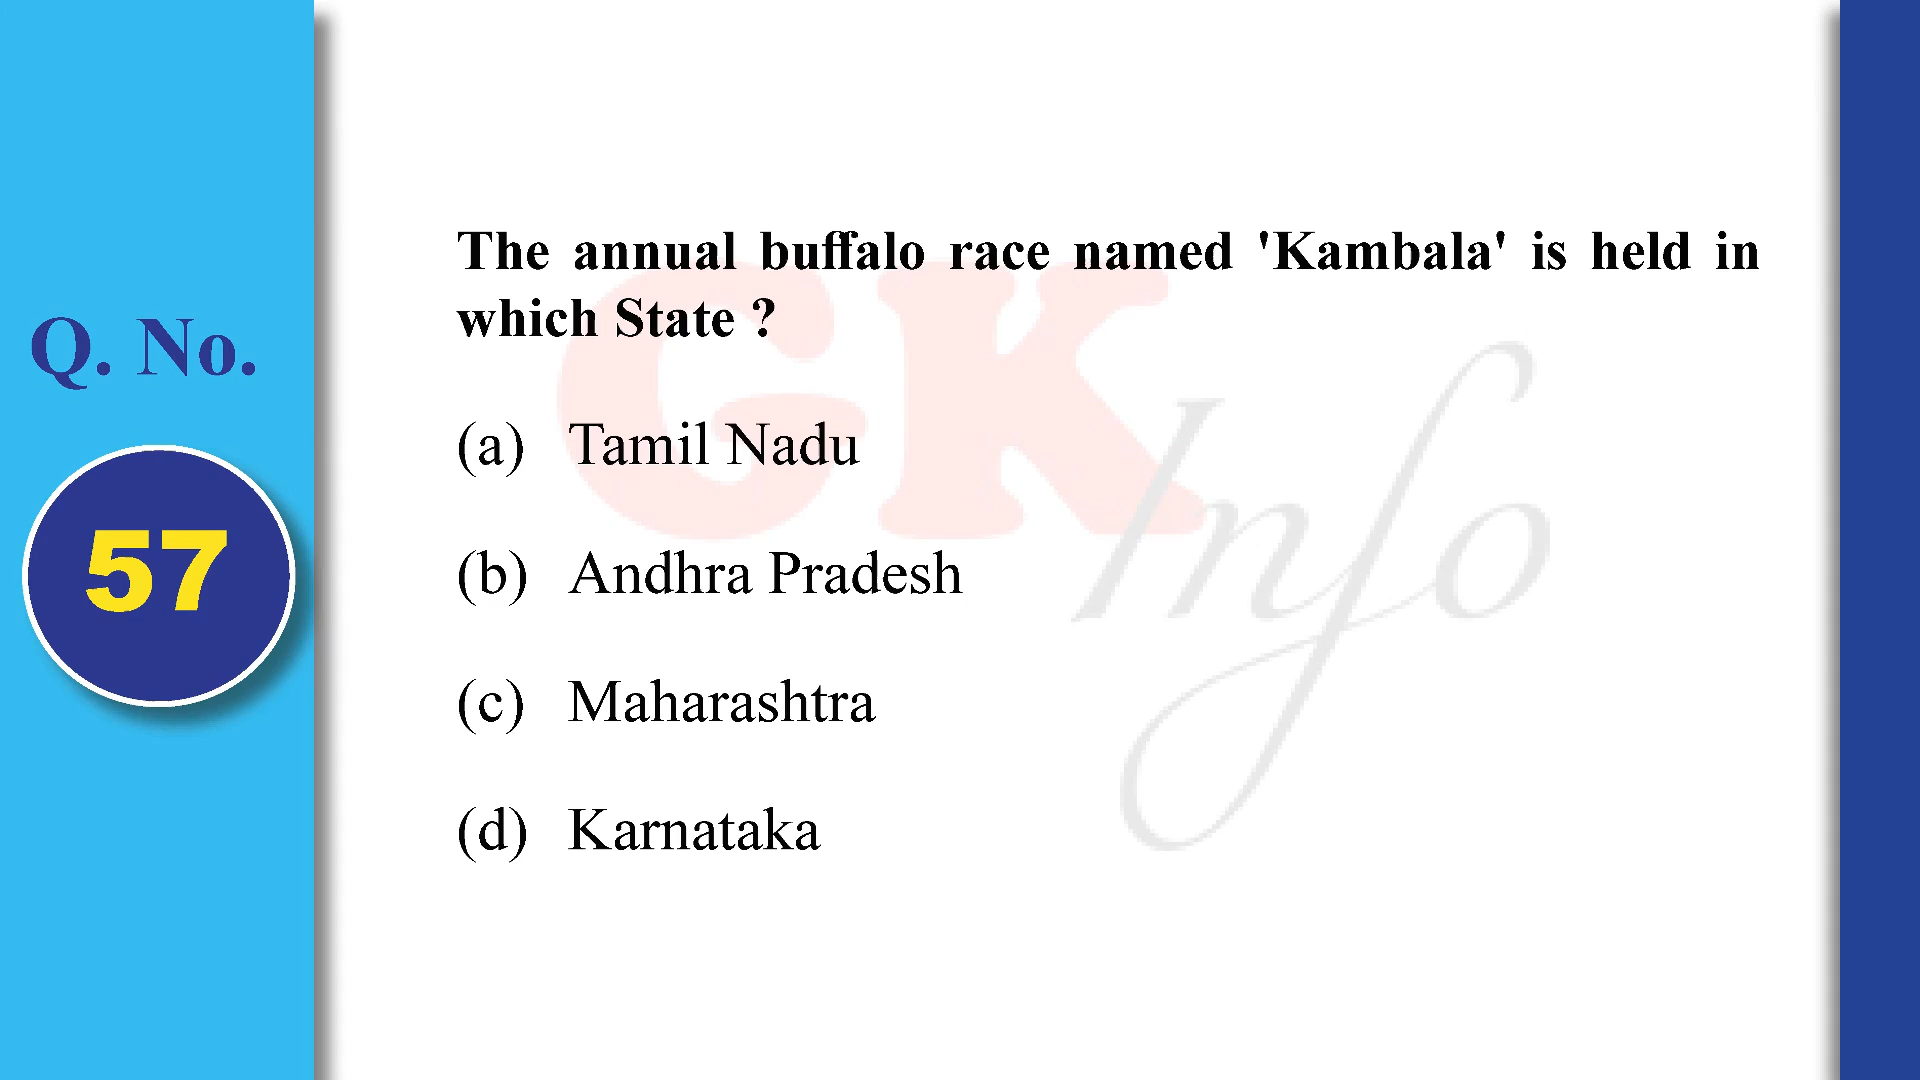 Q. No.
57
The annual buffalo race named 'Kambala' is held in
which State ?
(a) Tamil Nadu
(b) Andhra Pradesh
(c) Maharashtra
(d) Karnataka
GK
Info